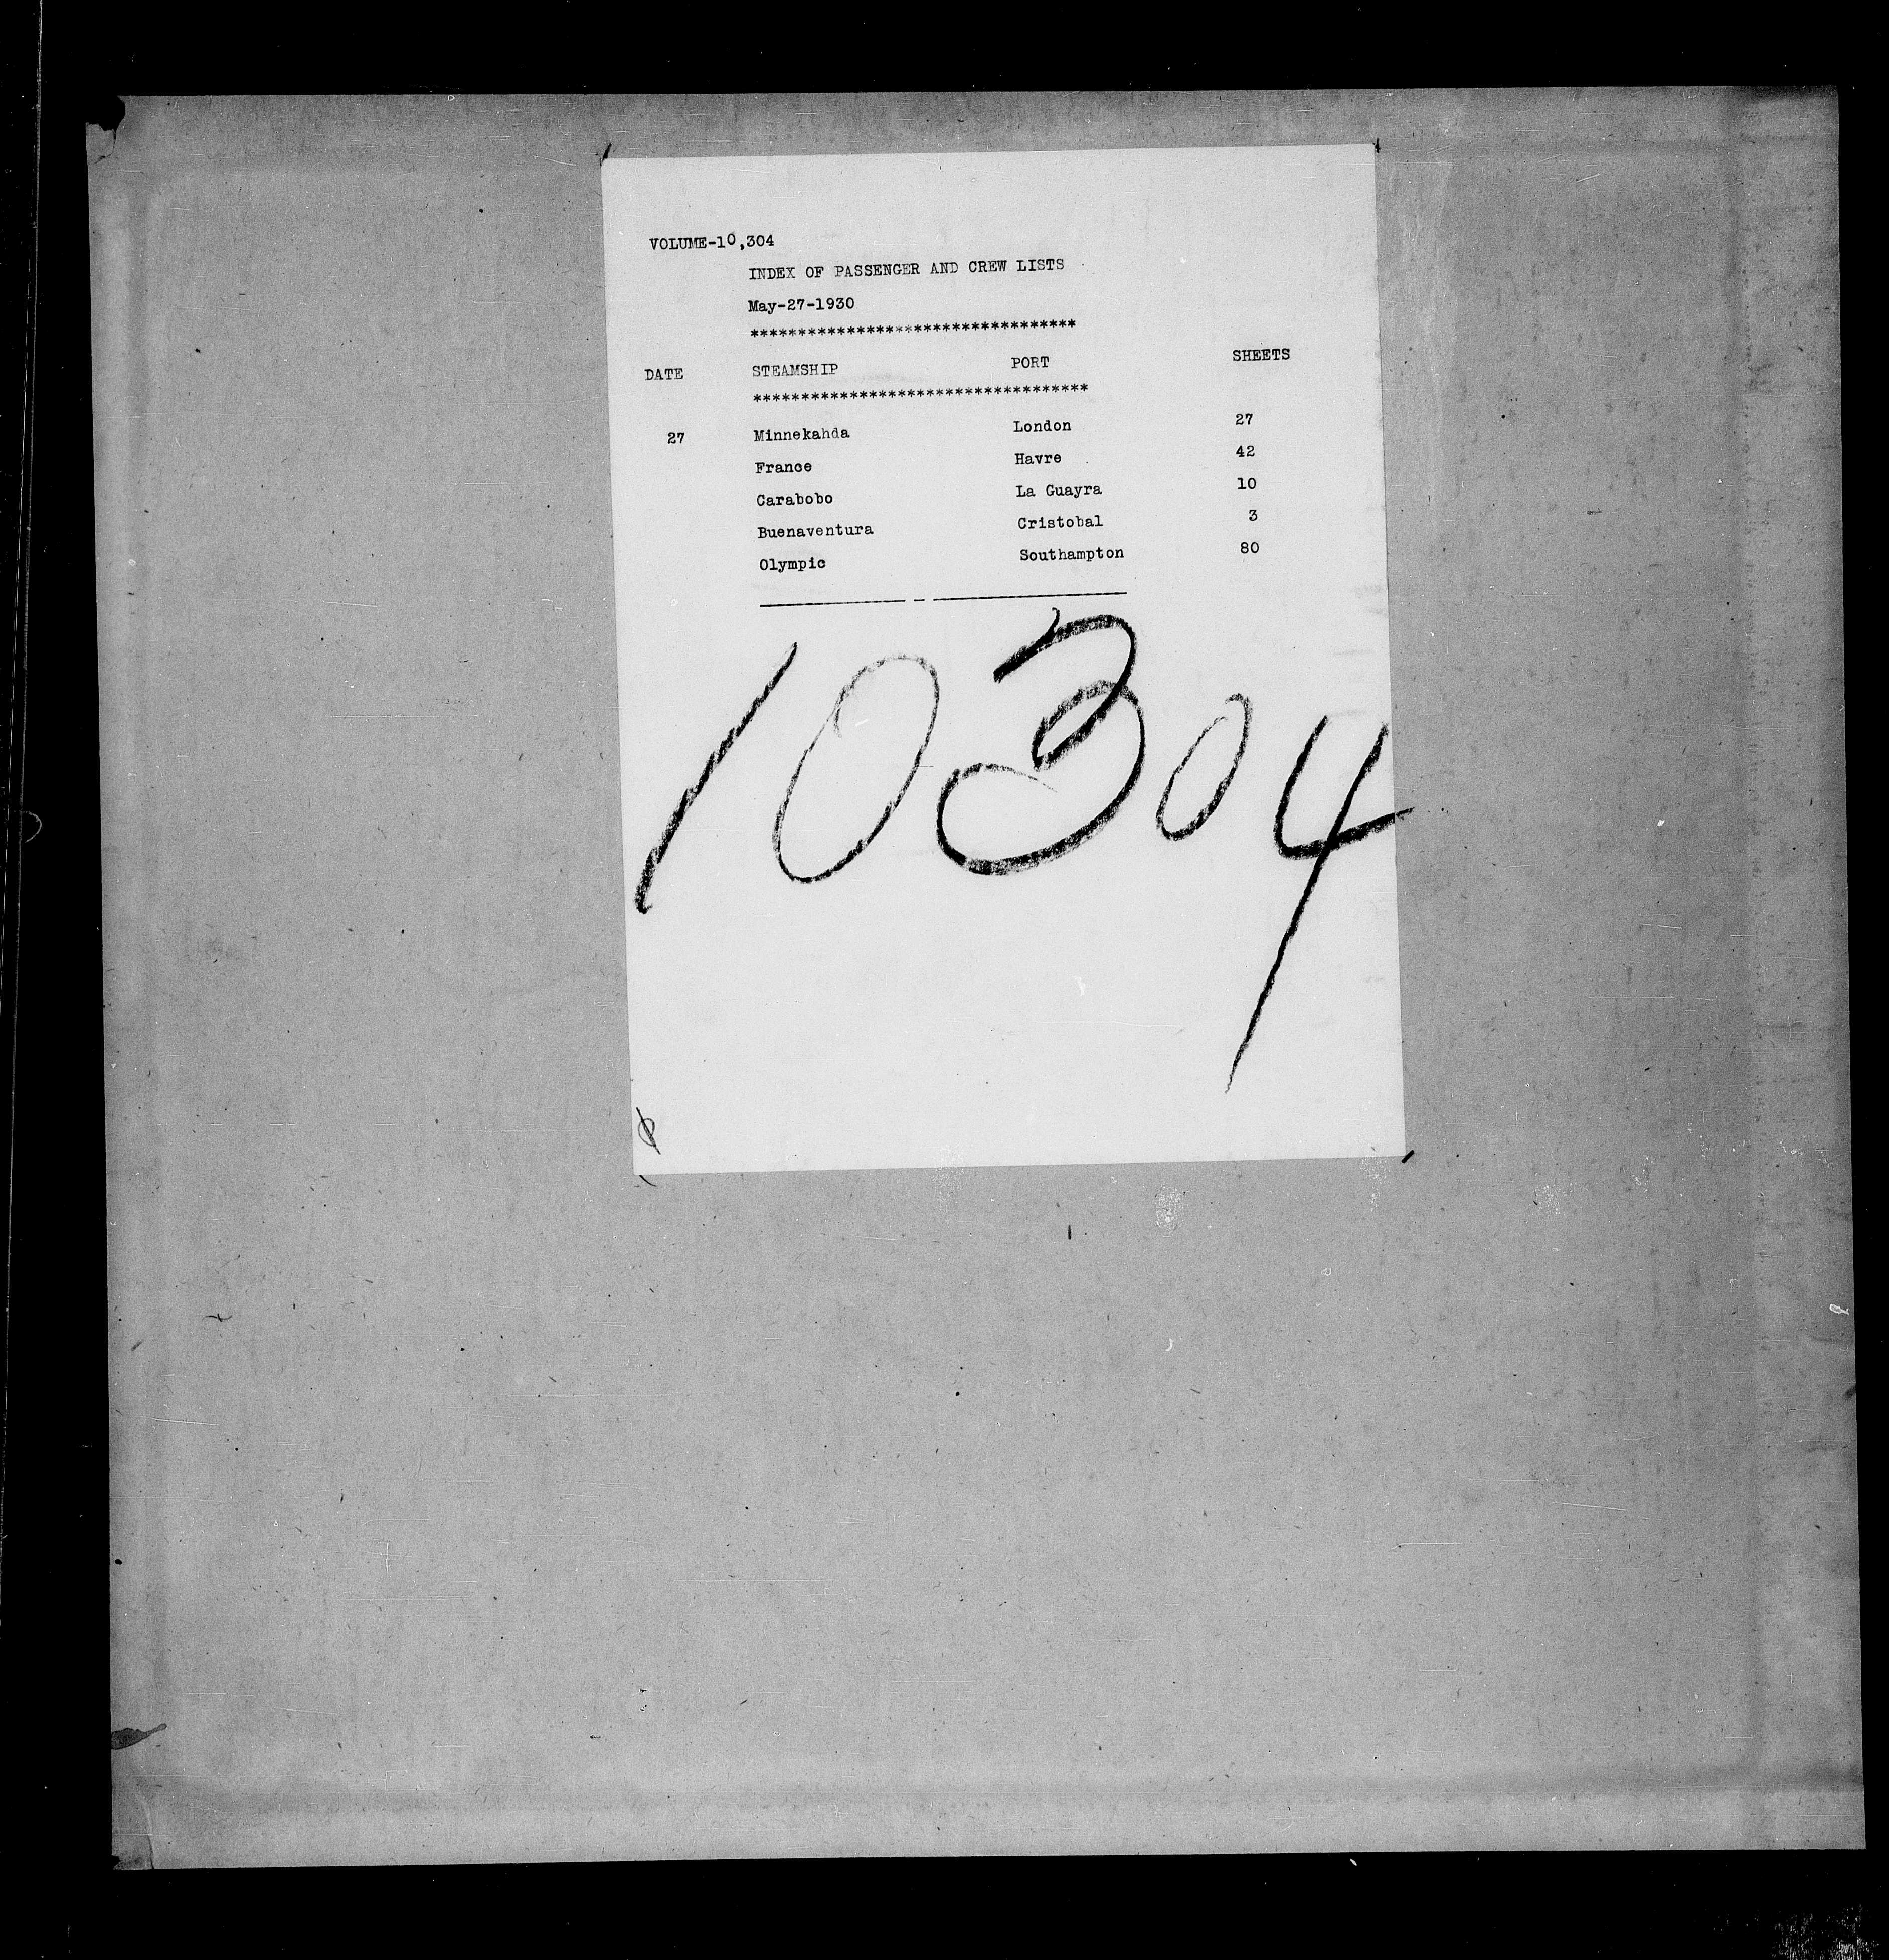 VOLUME-10,304
INDEX OF PASSENGER AND CREW LISTS
May-27-1930
**********************************
DATE STEAMSHIP PORT SHEETS
***********************************
27 Minnekahda London 27
France Havre 42
Carabobo La Guayra 10
Buenaventura Cristobal 3
Olympic Southampton 80
10304